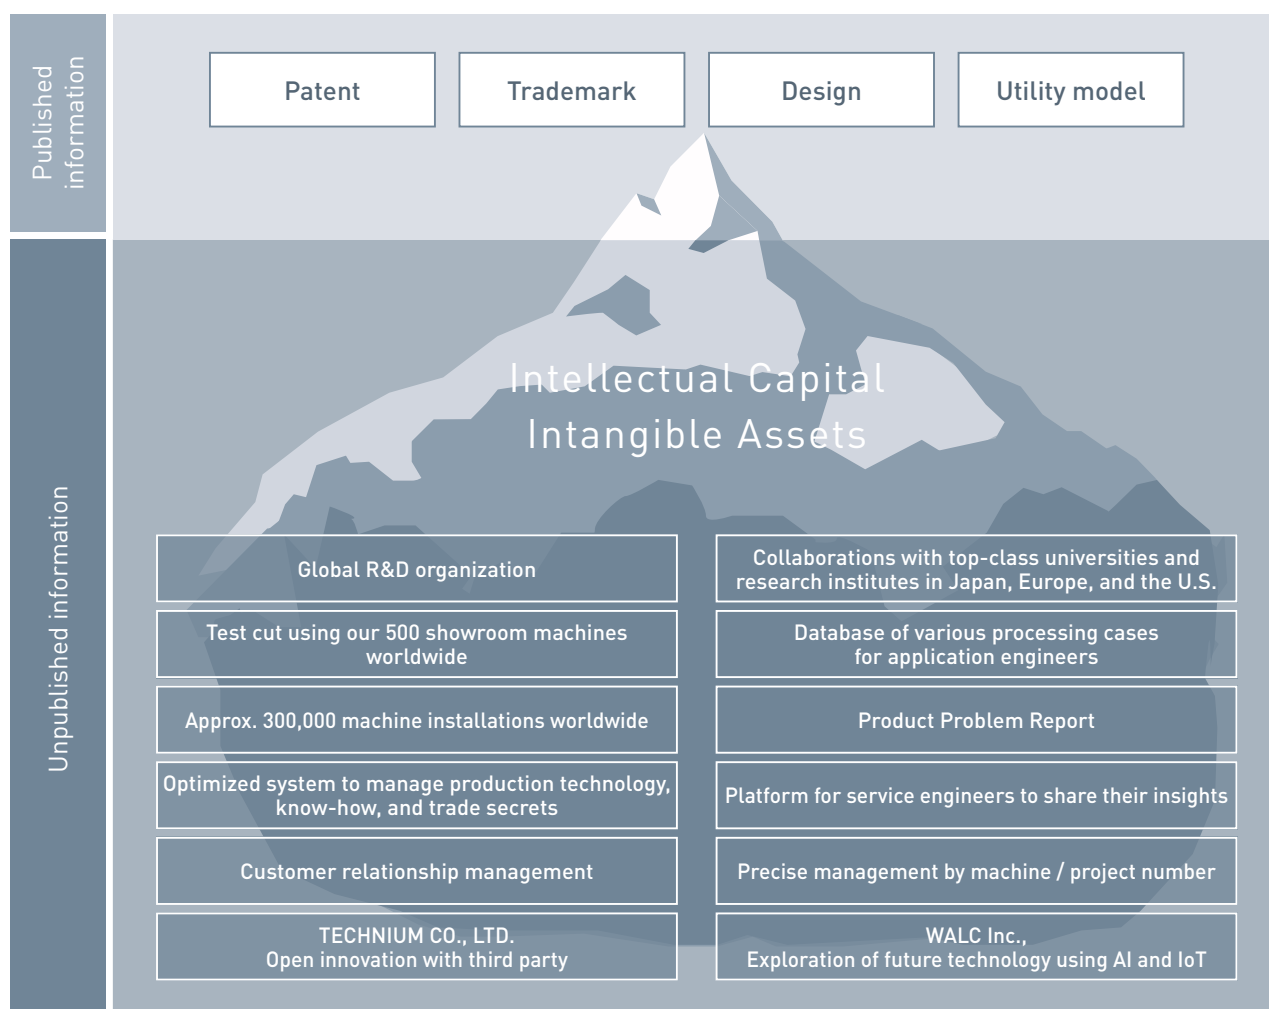 Published
information
Patent
Trademark
Design
Utility model
Unpublished information
Intellectual Capital
Intangible Assets
Global R&D organization
Collaborations with top-class universities and
research institutes in Japan, Europe, and the U.S.
Test cut using our 500 showroom machines
worldwide
Database of various processing cases
for application engineers
Approx. 300,000 machine installations worldwide
Product Problem Report
Optimized system to manage production technology,
know-how, and trade secrets
Platform for service engineers to share their insights
Customer relationship management
Precise management by machine / project number
TECHNIUM CO., LTD.
Open innovation with third party
WALC Inc.,
Exploration of future technology using AI and IoT